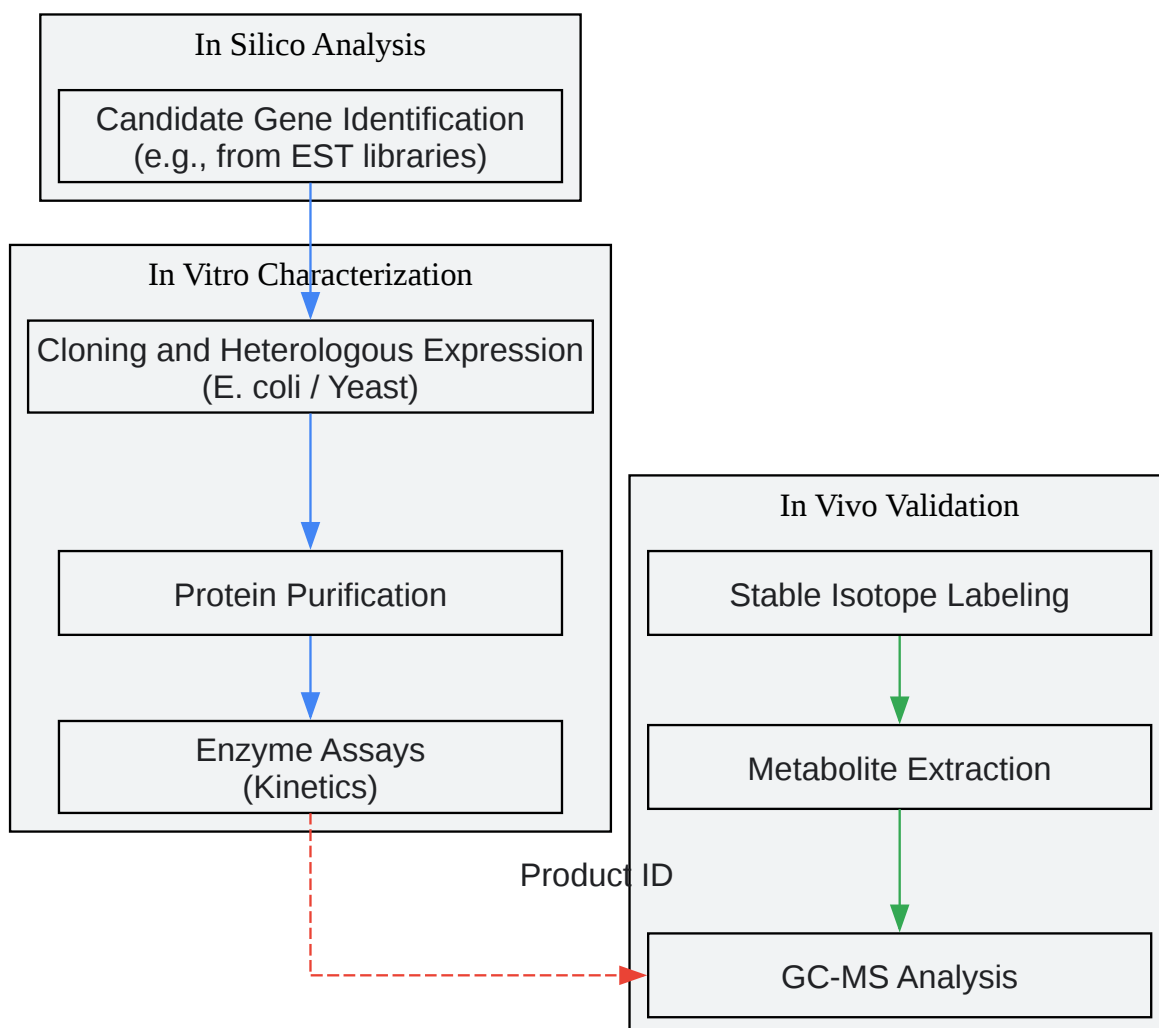 In Silico Analysis
Candidate Gene Identification
(e.g., from EST libraries)
In Vitro Characterization
Cloning and Heterologous Expression
(E. coli / Yeast)
Protein Purification
Enzyme Assays
(Kinetics)
Product ID
In Vivo Validation
Stable Isotope Labeling
Metabolite Extraction
GC-MS Analysis